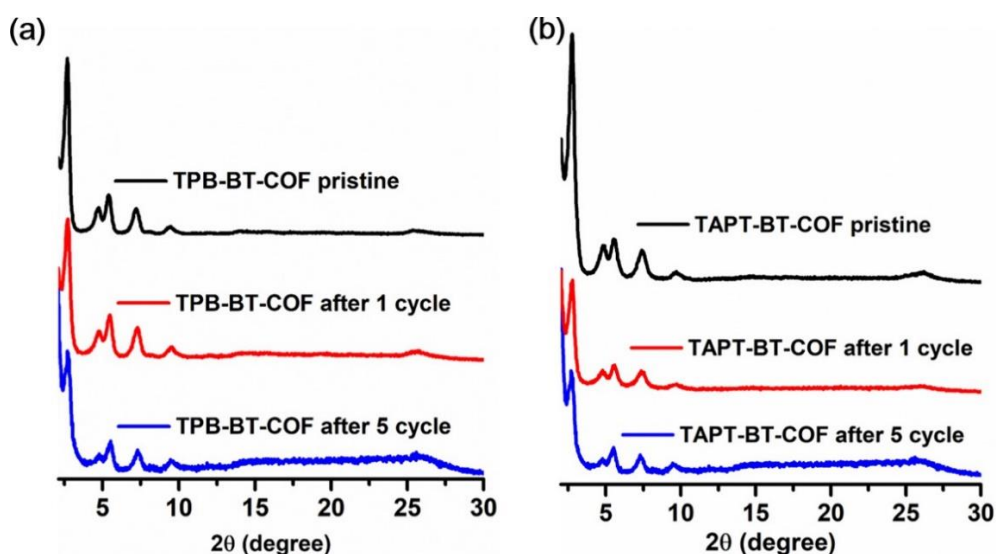 (a)
TPB-BT-COF pristine
TPB-BT-COF after 1 cycle
TPB-BT-COF after 5 cycle
5 10 15 20 25 30
2θ (degree)
(b)
TAPT-BT-COF pristine
TAPT-BT-COF after 1 cycle
TAPT-BT-COF after 5 cycle
5 10 15 20 25 30
2θ (degree)